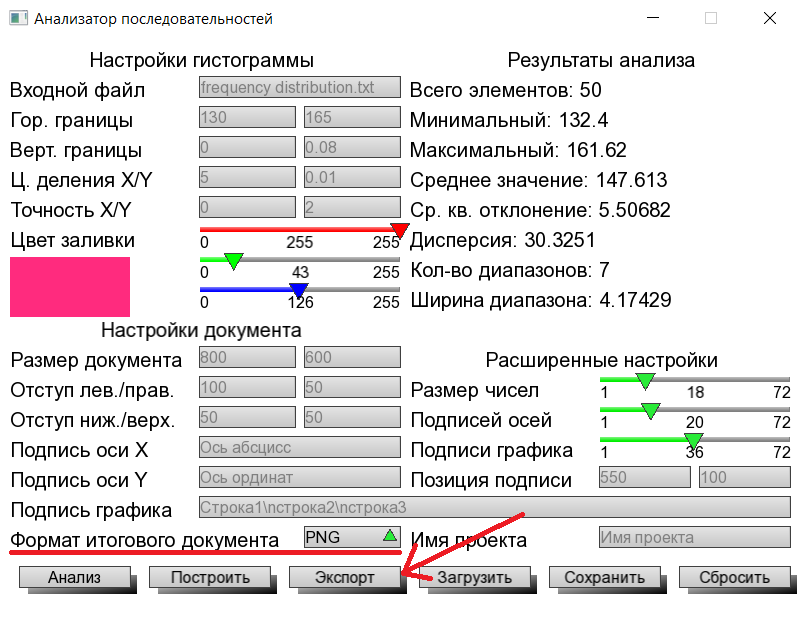 Анализатор последовательностей
Настройки гистограммы
Входной файл frequency distribution.txt
Гор. границы 130 165
Верт. границы 0 0.08
Ц. деления X/Y 5 0.01
Точность X/Y 0 2
Цвет заливки
0 255 255
0 43 255
0 126 255
Результаты анализа
Всего элементов: 50
Минимальный: 132.4
Максимальный: 161.62
Среднее значение: 147.613
Ср. кв. отклонение: 5.50682
Дисперсия: 30.3251
Кол-во диапазонов: 7
Ширина диапазона: 4.17429
Настройки документа
Размер документа 800 600
Отступ лев./прав. 100 50
Отступ ниж./верх. 50 50
Подпись оси X Ось абсцисс
Подпись оси Y Ось ординат
Подпись графика Строка1\nстрока2\nстрока3
Формат итогового документа PNG
Расширенные настройки
Размер чисел 1 18 72
Подписей осей 1 20 72
Подписи графика 1 36 72
Позиция подписи 550 100
Имя проекта Имя проекта
Анализ Построить Экспорт Загрузить Сохранить Сбросить